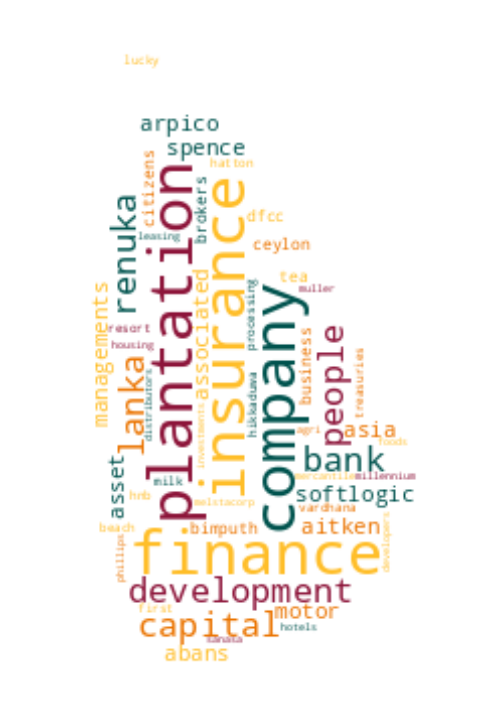 lucky
arpico
spence
hatton
citizens
plantation
brokers
insurance
renuka
dfcc
leasing
ceylon
associated
tea
muller
processing
company
managements
resort
housing
lanka
distributors
business
people
treasuries
hikkaduwa
investments
agri
asia
foods
bank
asset
milk
mercantile
millennium
hnb
softlogic
melstacorp
vardhana
beach
bimputh
aitken
developers
phillips
finance
development
first
motor
capital
hotels
abans